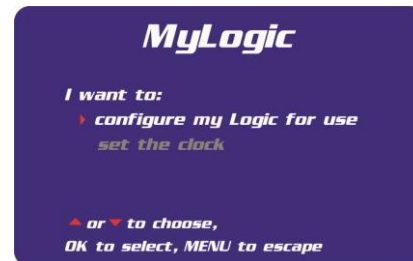 MyLogic
I want to:
configure my Logic for use
set the clock
or to choose,
OK to select, MENU to escape